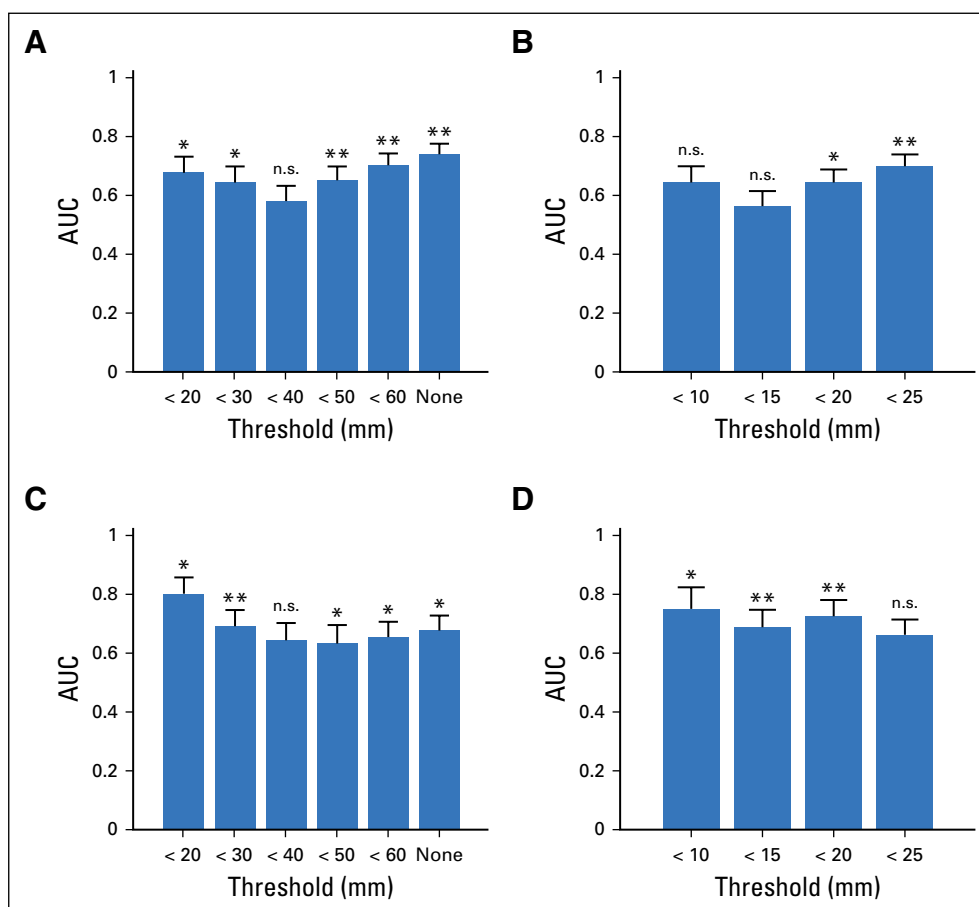 A
1
0.8
0.6
0.4
0.2
0
AUC
*
*
n.s.
**
**
**
< 20 < 30 < 40 < 50 < 60 None
Threshold (mm)
B
1
0.8
0.6
0.4
0.2
0
AUC
n.s.
n.s.
*
**
< 10 < 15 < 20 < 25
Threshold (mm)
C
1
0.8
0.6
0.4
0.2
0
AUC
*
**
n.s.
*
*
*
< 20 < 30 < 40 < 50 < 60 None
Threshold (mm)
D
1
0.8
0.6
0.4
0.2
0
AUC
*
**
**
n.s.
< 10 < 15 < 20 < 25
Threshold (mm)